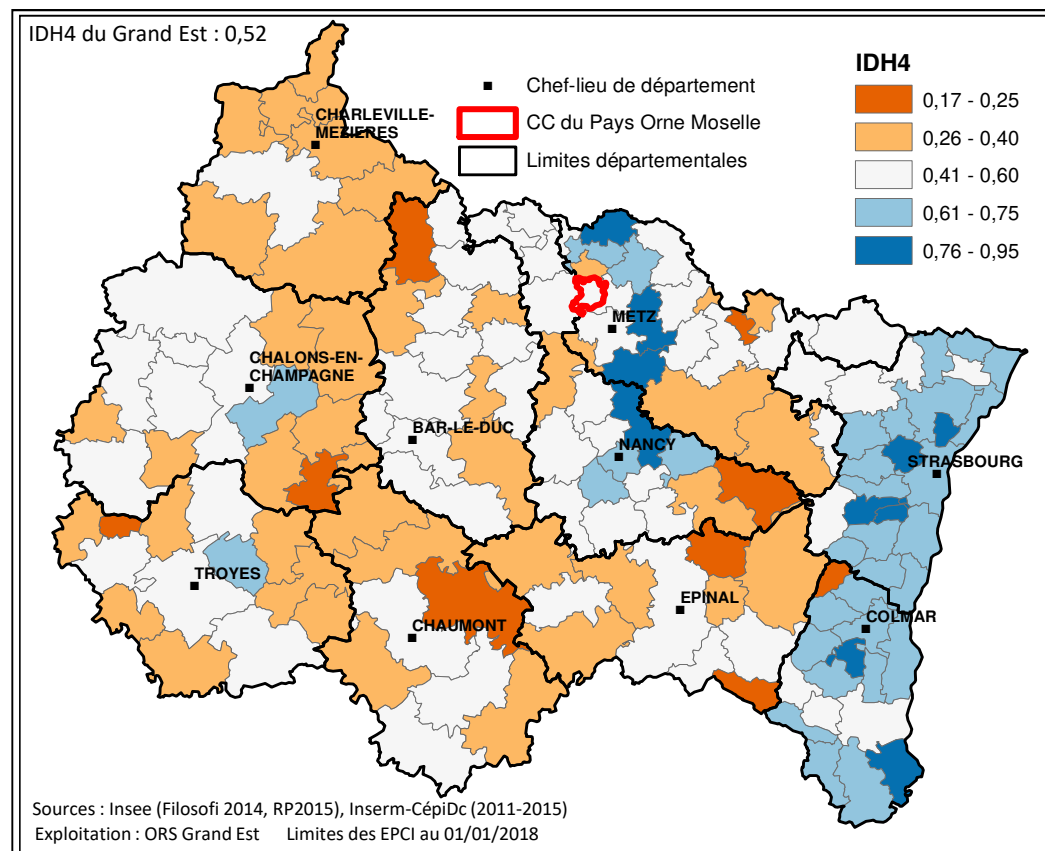 IDH4 du Grand Est : 0,52
Chef-lieu de département
CC du Pays Orne Moselle
Limites départementales
IDH4
0,17 - 0,25
0,26 - 0,40
0,41 - 0,60
0,61 - 0,75
0,76 - 0,95
CHARLEVILLE-
MEZIERES
METZ
CHALONS-EN-
CHAMPAGNE
BAR-LE-DUC
NANCY
STRASBOURG
TROYES
CHAUMONT
EPINAL
COLMAR
Sources : Insee (Filosofi 2014, RP2015), Inserm-CépiDc (2011-2015)
Exploitation : ORS Grand Est Limites des EPCI au 01/01/2018